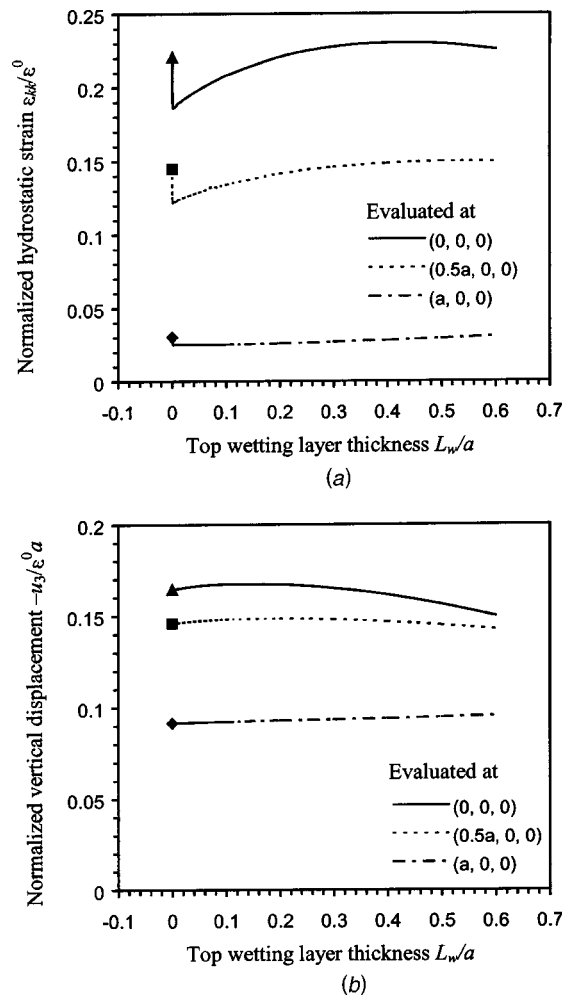 Normalized hydrostatic strain εkk/ε⁰
0.25
0.2
0.15
0.1
0.05
0
-0.1 0 0.1 0.2 0.3 0.4 0.5 0.6 0.7
Evaluated at
(0, 0, 0)
(0.5a, 0, 0)
(a, 0, 0)
Top wetting layer thickness Lw/a
(a)
Normalized vertical displacement –u3/ε⁰a
0.2
0.15
0.1
0.05
0
-0.1 0 0.1 0.2 0.3 0.4 0.5 0.6 0.7
Evaluated at
(0, 0, 0)
(0.5a, 0, 0)
(a, 0, 0)
Top wetting layer thickness Lw/a
(b)